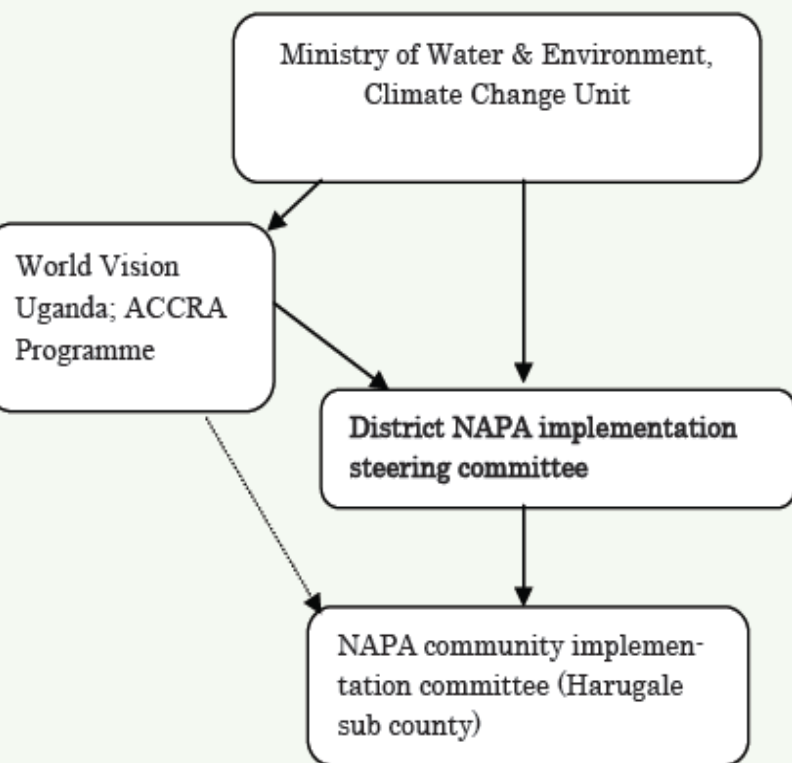 Ministry of Water & Environment,
Climate Change Unit
World Vision
Uganda; ACCRA
Programme
District NAPA implementation
steering committee
NAPA community implemen-
tation committee (Harugale
sub county)